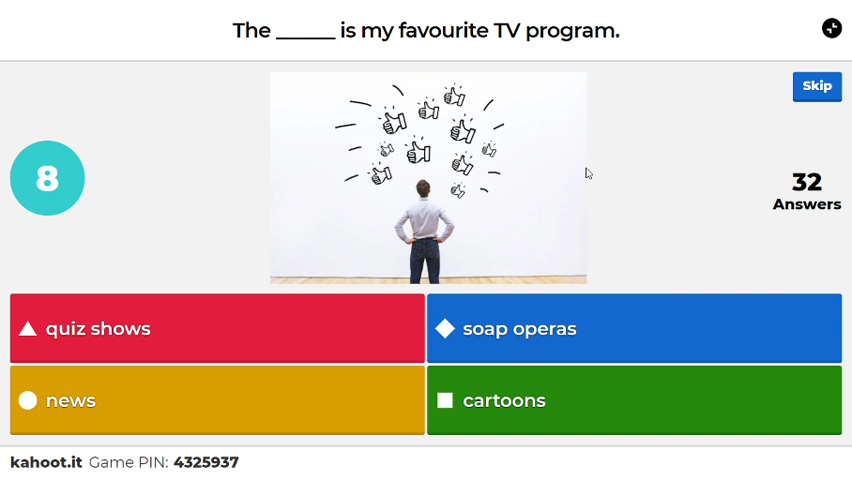 The ______ is my favourite TV program.
Skip
8
32
Answers
quiz shows
soap operas
news
cartoons
kahoot.it Game PIN: 4325937